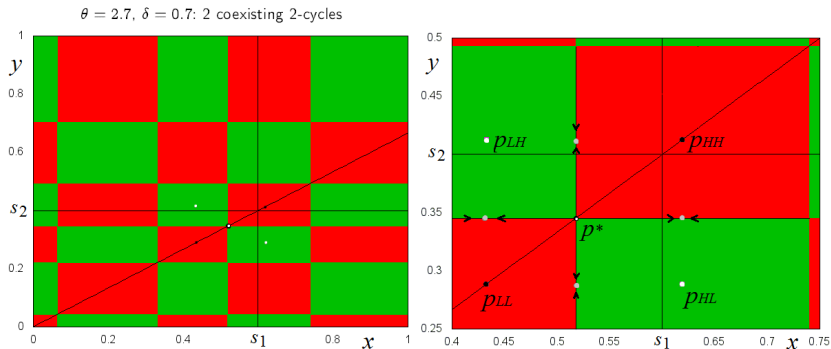 θ = 2.7, δ = 0.7: 2 coexisting 2-cycles
1
y
0.8
0.6
s2
0.2
0
0
0.2
0.4
s1
0.8
x
1
0.5
y
0.45
s2
0.35
0.3
0.25
0.4
0.45
0.5
0.55
s1
0.65
0.7
x
0.75
pLH
pHH
p*
pLL
pHL